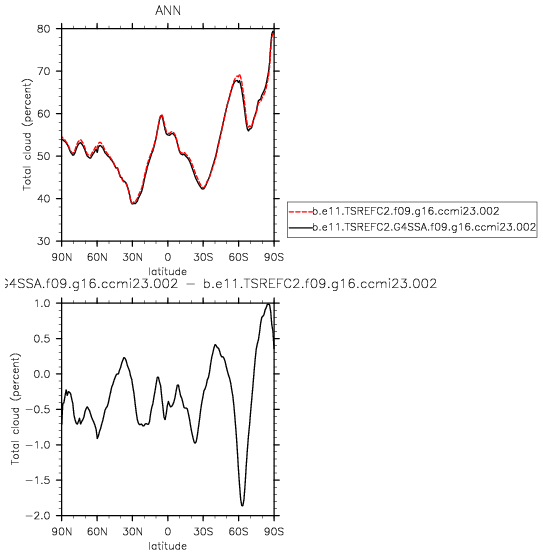 ANN
80
70
60
50
40
30
Total cloud (percent)
90N 60N 30N 0 30S 60S 90S
latitude
b.e11.TSREFC2.f09.g16.ccmi23.002
b.e11.TSREFC2.G4SSA.f09.g16.ccmi23.002
G4SSA.f09.g16.ccmi23.002 − b.e11.TSREFC2.f09.g16.ccmi23.002
1.0
0.5
0.0
−0.5
−1.0
−1.5
−2.0
Total cloud (percent)
90N 60N 30N 0 30S 60S 90S
latitude